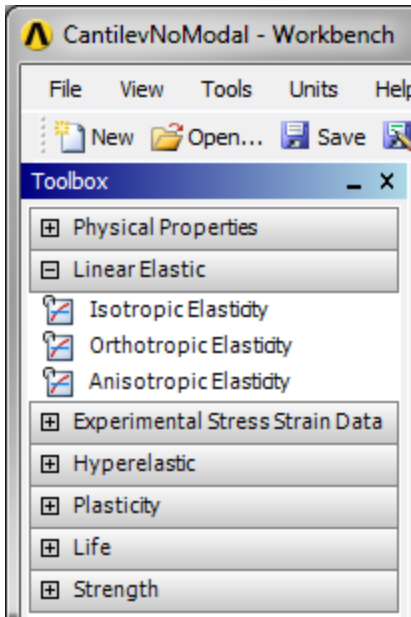 CantilevNoModal - Workbench
File View Tools Units Help
New Open... Save
Toolbox
Physical Properties
Linear Elastic
Isotropic Elasticity
Orthotropic Elasticity
Anisotropic Elasticity
Experimental Stress Strain Data
Hyperelastic
Plasticity
Life
Strength